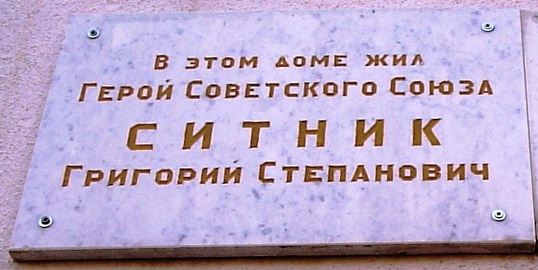 В этом доме жил
Герой Советского Союза
СИТНИК
Григорий Степанович